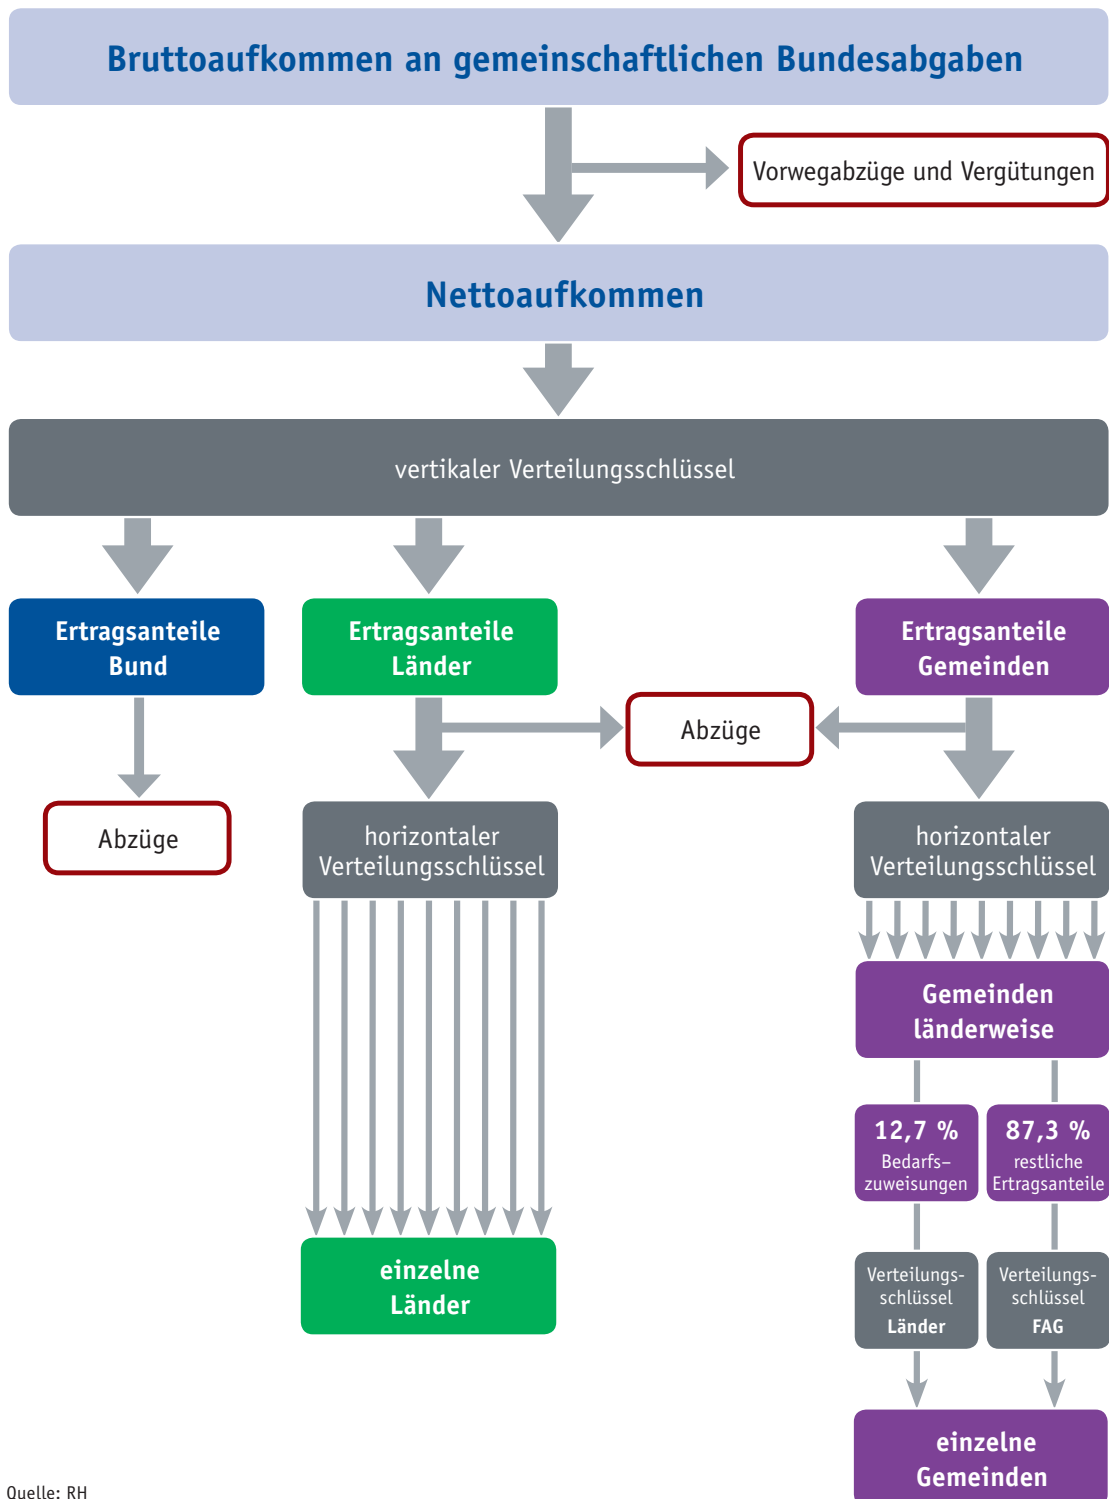 Bruttoaufkommen an gemeinschaftlichen Bundesabgaben
Vorwegabzüge und Vergütungen
Nettoaufkommen
vertikaler Verteilungsschlüssel
Ertragsanteile
Bund
Ertragsanteile
Länder
Ertragsanteile
Gemeinden
Abzüge
Abzüge
horizontaler
Verteilungsschlüssel
horizontaler
Verteilungsschlüssel
Gemeinden
länderweise
12,7 %
Bedarfs–
zuweisungen
87,3 %
restliche
Ertragsanteile
einzelne
Länder
Verteilungs-
schlüssel
Länder
Verteilungs-
schlüssel
FAG
einzelne
Gemeinden
Quelle: RH